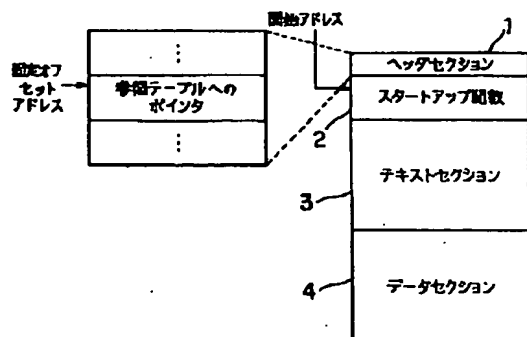 開始アドレス
1
ヘッダセクション
固定オフ
セット
アドレス
参照テーブルへの
ポインタ
スタートアップ関数
2
テキストセクション
3
データセクション
4